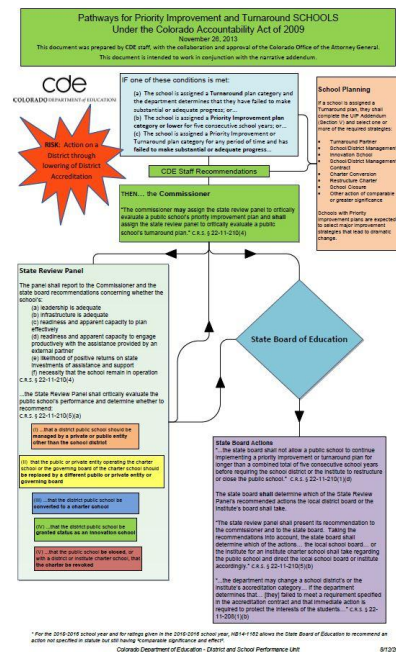 Pathways for Priority Improvement and Turnaround SCHOOLS
Under the Colorado Accountability Act of 2009
November 26, 2013
This document was prepared by CDE staff, with the collaboration and approval of the Colorado Office of the Attorney General.
This document is intended to work in conjunction with the narrative addendum.
cde
COLORADO DEPARTMENT of EDUCATION
RISK: Action on a
District through
lowering of District
Accreditation
IF one of these conditions is met:
(a) The school is assigned a Turnaround plan category and
the department determines that they have failed to make
substantial or adequate progress; or...
(b) The school is assigned a Priority Improvement plan
category or lower for five consecutive school years; or...
(c) The school is assigned a Priority Improvement or
Turnaround plan category for any period of time and has
failed to make substantial or adequate progress...
CDE Staff Recommendations
THEN... the Commissioner
"The commissioner may assign the state review panel to critically
evaluate a public school's priority improvement plan and shall
assign the state review panel to critically evaluate a public
school's turnaround plan." C.R.S. § 22-11-210(4)
School Planning
If a school is assigned a
Turnaround plan, they shall
complete the UIP Addendum
(Section V) and select one or
more of the required strategies:
• Turnaround Partner
• School/District Management
• Innovation School
• School/District Management
Contract
• Charter Conversion
• Restructure Charter
• School Closure
• Other action of comparable
or greater significance
Schools with Priority
Improvement plans are expected
to select major improvement
strategies that lead to dramatic
change.
State Review Panel
The panel shall report to the Commissioner and the
state board recommendations concerning whether the
school's:
(a) leadership is adequate
(b) infrastructure is adequate
(c) readiness and apparent capacity to plan
effectively
(d) readiness and apparent capacity to engage
productively with the assistance provided by an
external partner
(e) likelihood of positive returns on state
investments of assistance and support
(f) necessity that the school remain in operation
C.R.S. § 22-11-210(4)
...the State Review Panel shall critically evaluate the
public school's performance and determine whether to
recommend:
C.R.S. § 22-11-210(5)(a)
(I) ...that a district public school should be
managed by a private or public entity
other than the school district
(II) that the public or private entity operating the charter
school or the governing board of the charter school should
be replaced by a different public or private entity or
governing board
(III) ...that the district public school be
converted to a charter school
(IV) ...that the district public school be
granted status as an innovation school
(V) ...that the public school be closed, or
with a district or institute charter school, that
the charter be revoked
State Board of Education
State Board Actions
"...the state board shall not allow a public school to continue
implementing a priority improvement or turnaround plan for
longer than a combined total of five consecutive school years
before requiring the school district or the institute to restructure
or close the public school." C.R.S. § 22-11-210(1)(d)
The state board shall determine which of the State Review
Panel's recommended actions the local district board or the
Institute's board shall take.
"The state review panel shall present its recommendation to
the commissioner and to the state board. Taking the
recommendations into account, the state board shall
determine which of the actions... the local school board... or
the institute for an institute charter school shall take regarding
the public school and direct the local school board or institute
accordingly." C.R.S. § 22-11-210(5)(b)
"...the department may change a school district's or the
institute's accreditation category... if the department
determines that... [they] failed to meet a requirement specified
in the accreditation contract and that immediate action is
required to protect the interests of the students..." C.R.S. § 22-
11-208(1)(b)
* For the 2018-2016 school year and for ratings given in the 2016-2016 school year, HB14-1182 allows the State Board of Education to recommend an
action not specified in statute but still having "comparable significance and effect".
Colorado Department of Education - District and School Performance Unit